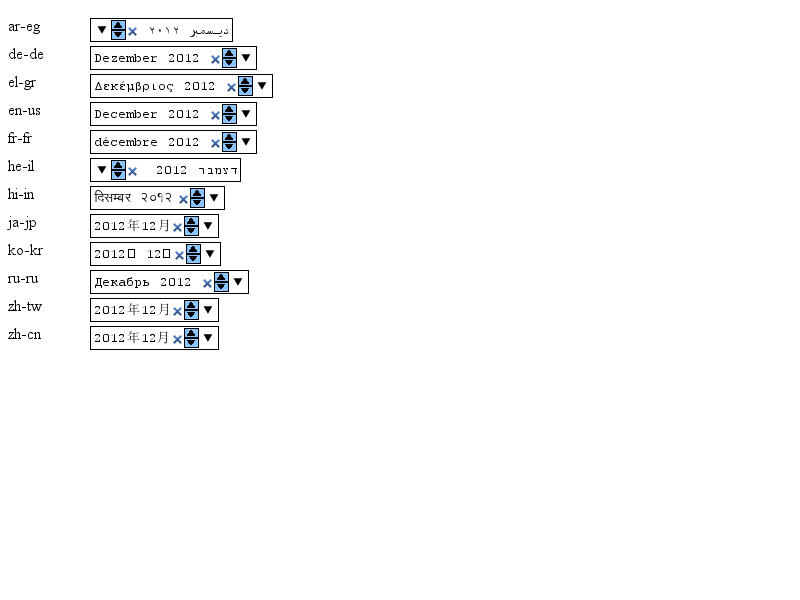 ar-eg ديسمبر ٢٠١٢
de-de Dezember 2012
el-gr Δεκέμβριος 2012
en-us December 2012
fr-fr décembre 2012
he-il דצמבר 2012
hi-in दिसम्बर २०१२
ja-jp 2012年12月
ko-kr 2012 12
ru-ru Декабрь 2012
zh-tw 2012年12月
zh-cn 2012年12月